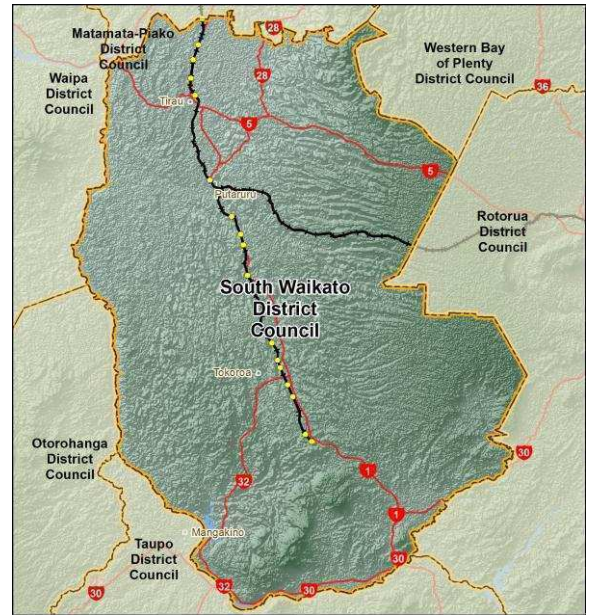 Matamata-Piako
District
Council
28
Western Bay
of Plenty
District Council
Waipa
District
Council
28
36
Tirau
5
5
Putaruru
Rotorua
District
Council
South Waikato
District
Council
Tokoroa
Otorohanga
District
Council
30
32
1
1
Mangakino
Taupo
District
Council
30
30
32
30